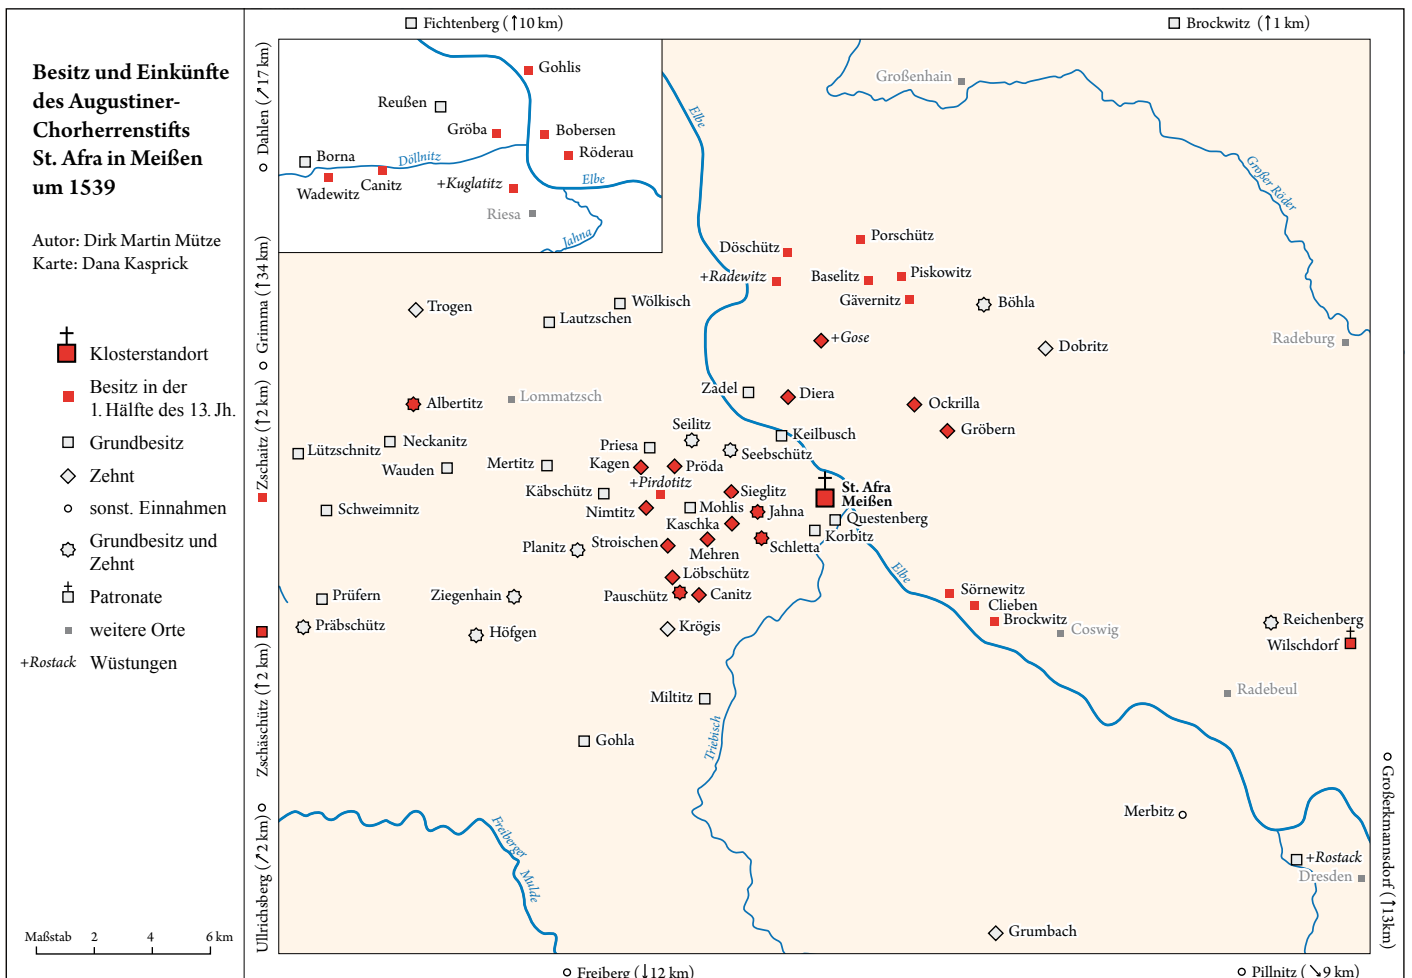 Besitz und Einkünfte
des Augustiner-
Chorherrenstifts
St. Afra in Meißen
um 1539
Autor: Dirk Martin Mütze
Karte: Dana Kasprick
Klosterstandort
Besitz in der
1. Hälfte des 13. Jh.
Grundbesitz
Zehnt
sonst. Einnahmen
Grundbesitz und
Zehnt
Patronate
weitere Orte
+Rostack Wüstungen
Maßstab 2 4 6 km
Fichtenberg (↑10 km)
Brockwitz (↑1 km)
Dahlen (↗17 km)
Grimma (↑34 km)
Zschaitz (↑2 km)
Zschäschütz (↑2 km)
Ullrichsberg (↗2 km)
Gohlis
Reußen
Gröba
Bobersen
Röderau
Borna
Döllnitz
Wadewitz
Canitz
+Kuglatitz
Elbe
Riesa
Jahna
Elbe
Großenhain
Großer Röder
Döschütz
Porschütz
+Radewitz
Baselitz
Piskowitz
Gävernitz
Böhla
Trogen
Wölkisch
Lautzschen
+Gose
Dobritz
Radeburg
Albertitz
Lommatzsch
Zadel
Diera
Ockrilla
Gröbern
Seilitz
Keilbusch
Lützschnitz
Neckanitz
Priesa
Seebschütz
Wauden
Mertitz
Kagen
Pröda
+Pirdotitz
Käbschütz
Sieglitz
St. Afra
Meißen
Schweimnitz
Nimtitz
Mohlis
Jahna
Kaschka
Questenberg
Korbitz
Planitz
Stroischen
Mehren
Schletta
Löbschütz
Elbe
Prüfern
Ziegenhain
Pauschütz
Canitz
Sörnewitz
Clieben
Brockwitz
Coswig
Präbschütz
Höfgen
Krögis
Reichenberg
Wilschdorf
Miltitz
Radebeul
Gohla
Triebisch
Merbitz
Freiberger
Mulde
+Rostack
Dresden
Grumbach
Großerkmannsdorf (↑13km)
Freiberg (↓12 km)
Pillnitz (↘9 km)